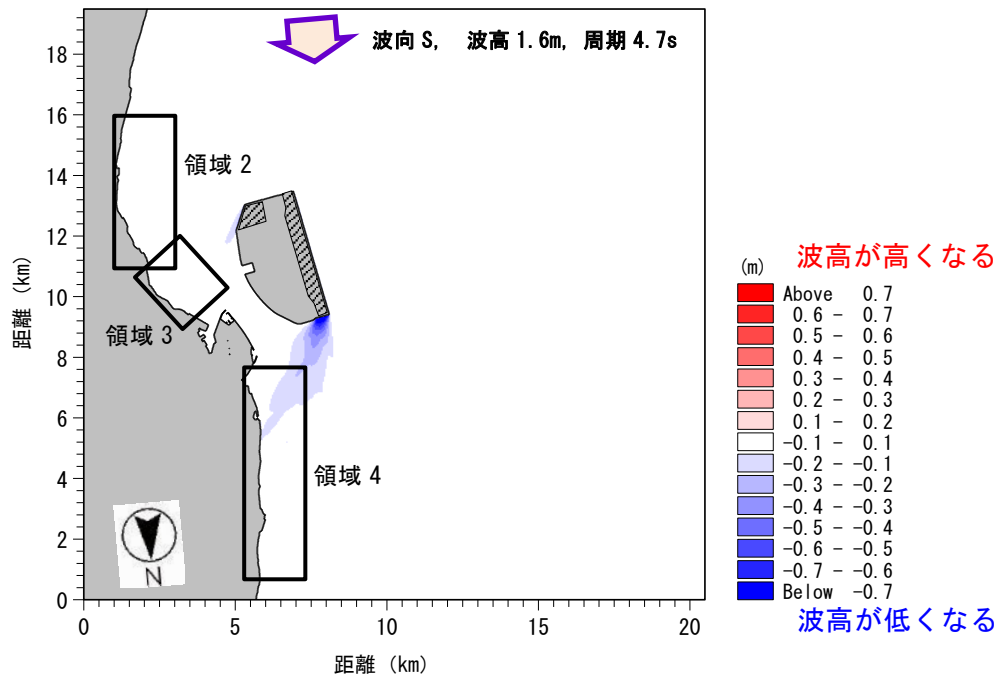 波向 S,　波高 1.6m, 周期 4.7s
18
16
14
12
10
8
6
4
2
0
距離 (km)
領域 2
領域 3
領域 4
N
0
5
10
15
20
距離 (km)
波高が高くなる
(m)
Above 0.7
0.6 - 0.7
0.5 - 0.6
0.4 - 0.5
0.3 - 0.4
0.2 - 0.3
0.1 - 0.2
-0.1 - 0.1
-0.2 - -0.1
-0.3 - -0.2
-0.4 - -0.3
-0.5 - -0.4
-0.6 - -0.5
-0.7 - -0.6
Below -0.7
波高が低くなる